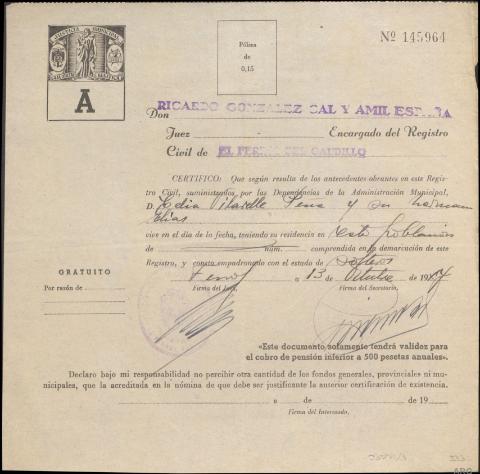 JUSTICIA MUNICIPAL
A
Póliza
de
0,15
Nº 145964
Don RICARDO GONZALEZ CAL Y AMIL
Juez Encargado del Registro
Civil de EL FERROL DEL CAUDILLO
CERTIFICO: Que según resulta de los antecedentes obrantes en este Regis-
tro Civil, suministrados por las Dependencias de la Administración Municipal,
D. Celia Vilarelle Pena y su hermano
Elías
vive en el día de la fecha, teniendo su residencia en esta
de núm. comprendida en la demarcación de este
Registro, y consta empadronado con el estado de solteros
Ferrol a 13 de Octubre de 19
Firma del Juez, Firma del Secretario,
GRATUITO
Por razón de
«Este documento solamente tendrá validez para
el cobro de pensión inferior a 500 pesetas anuales».
Declaro bajo mi responsabilidad no percibir otra cantidad de los fondos generales, provinciales ni mu-
nicipales, que la acreditada en la nómina de que debe ser justificante la anterior certificación de existencia.
a de de 19
Firma del Interesado,